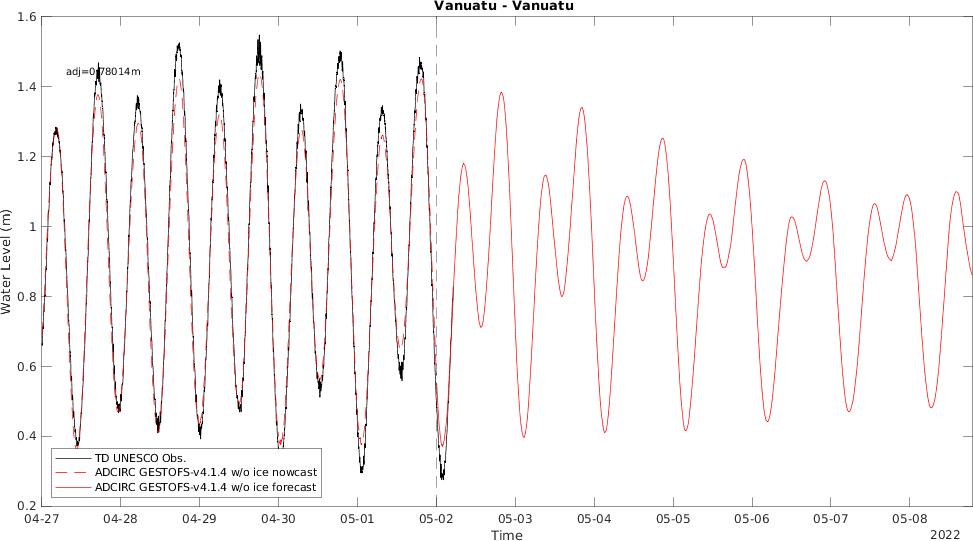 Vanuatu - Vanuatu
Water Level (m)
1.6
1.4
1.2
1
0.8
0.6
0.4
0.2
adj=0.78014m
TD UNESCO Obs.
ADCIRC GESTOFS-v4.1.4 w/o ice nowcast
ADCIRC GESTOFS-v4.1.4 w/o ice forecast
04-27 04-28 04-29 04-30 05-01 05-02 05-03 05-04 05-05 05-06 05-07 05-08
Time
2022